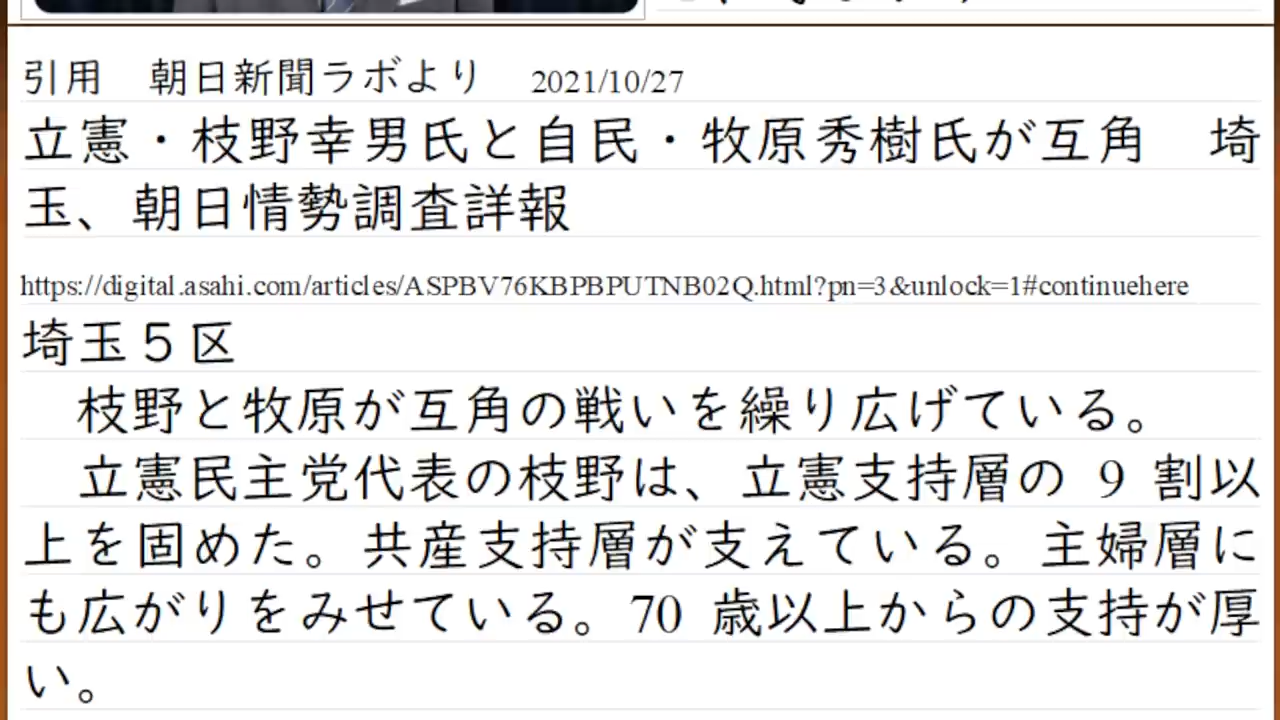 引用　朝日新聞ラボより　2021/10/27
立憲・枝野幸男氏と自民・牧原秀樹氏が互角　埼
玉、朝日情勢調査詳報
https://digital.asahi.com/articles/ASPBV76KBPBPUTNB02Q.html?pn=3&unlock=1#continuehere
埼玉５区
　枝野と牧原が互角の戦いを繰り広げている。
　立憲民主党代表の枝野は、立憲支持層の 9 割以
上を固めた。共産支持層が支えている。主婦層に
も広がりをみせている。70 歳以上からの支持が厚
い。